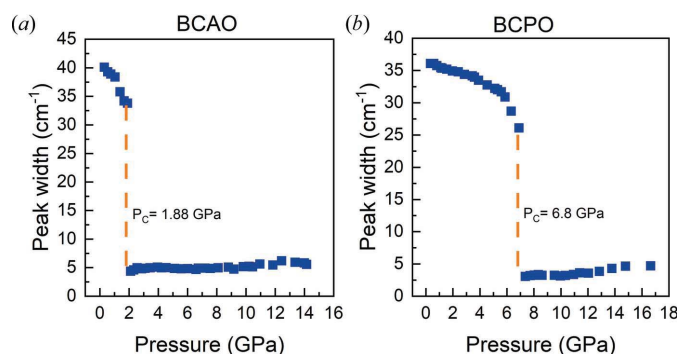 (a)
BCAO
45
40
35
30
25
20
15
10
5
0
Peak width (cm⁻¹)
P_C= 1.88 GPa
0 2 4 6 8 10 12 14 16
Pressure (GPa)
(b)
BCPO
40
35
30
25
20
15
10
5
0
Peak width (cm⁻¹)
P_C= 6.8 GPa
0 2 4 6 8 10 12 14 16 18
Pressure (GPa)